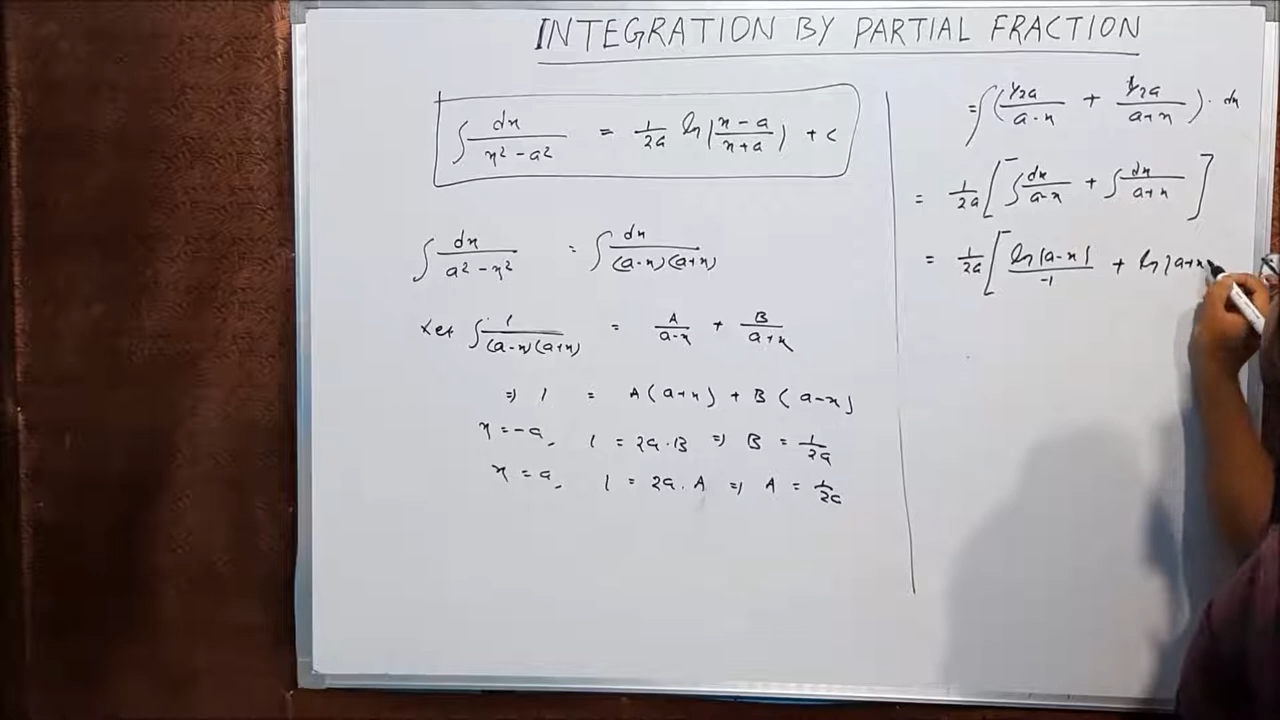 INTEGRATION BY PARTIAL FRACTION
∫ dx/(x² - a²) = 1/2a ln|(x - a)/(x + a)| + c
∫ dx/(a² - x²) = ∫ dx/((a-x)(a+x))
Let ∫ 1/((a-x)(a+x)) = A/(a-x) + B/(a+x)
⇒ 1 = A(a+x) + B(a-x)
x = -a, 1 = 2a.B ⇒ B = 1/2a
x = a, 1 = 2a.A ⇒ A = 1/2a
= ∫ ((1/2a)/(a-x) + (1/2a)/(a+x)) . dx
= 1/2a [∫ dx/(a-x) + ∫ dx/(a+x)]
= 1/2a [ln|a-x|/-1 + ln|a+x